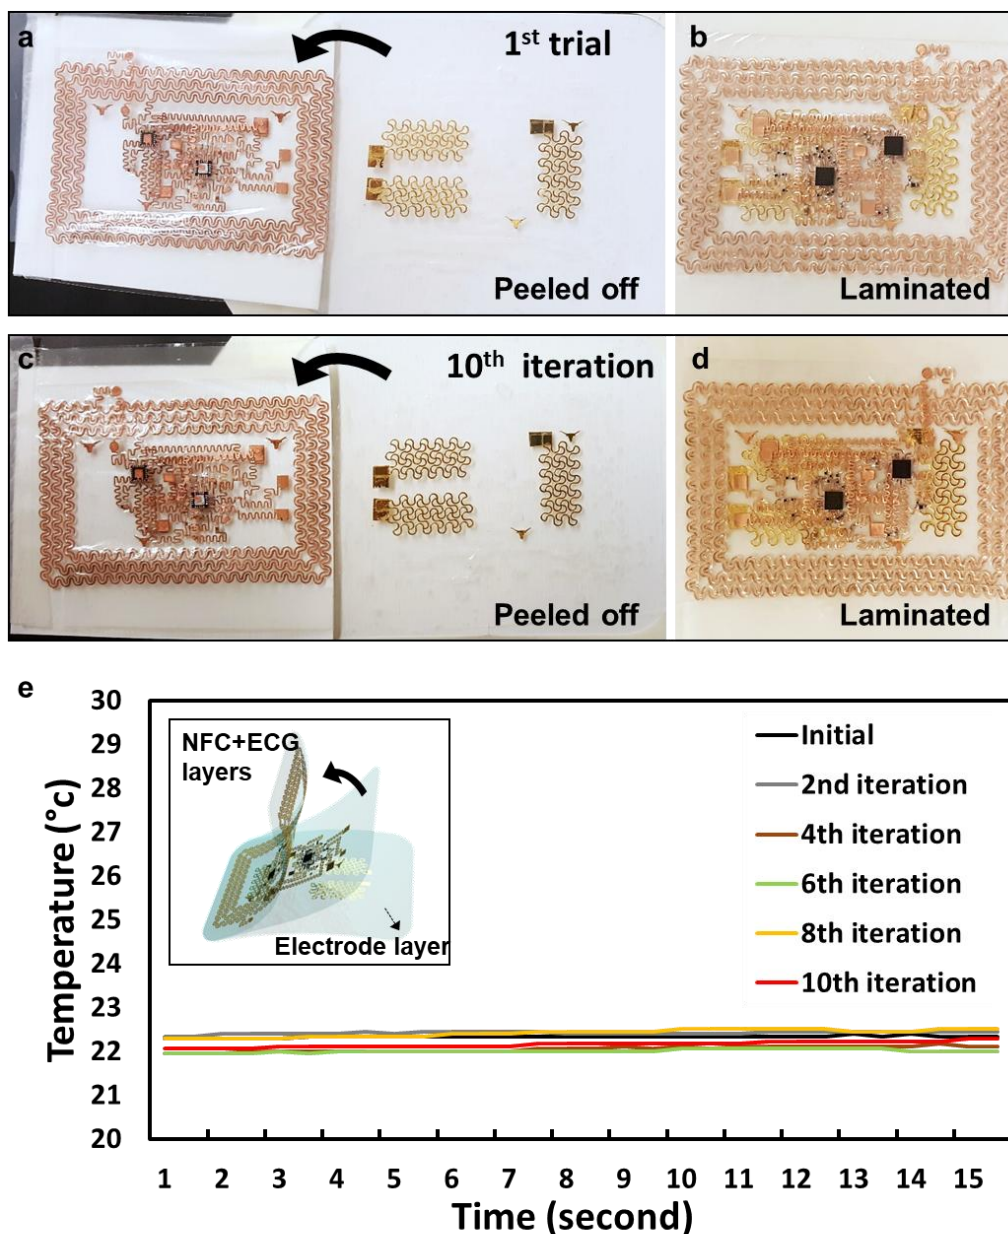 a
1st trial
Peeled off
b
Laminated
c
10th iteration
Peeled off
d
Laminated
e
Temperature (°c)
30
29
28
27
26
25
24
23
22
21
20
NFC+ECG
layers
Electrode layer
Initial
2nd iteration
4th iteration
6th iteration
8th iteration
10th iteration
1 2 3 4 5 6 7 8 9 10 11 12 13 14 15
Time (second)